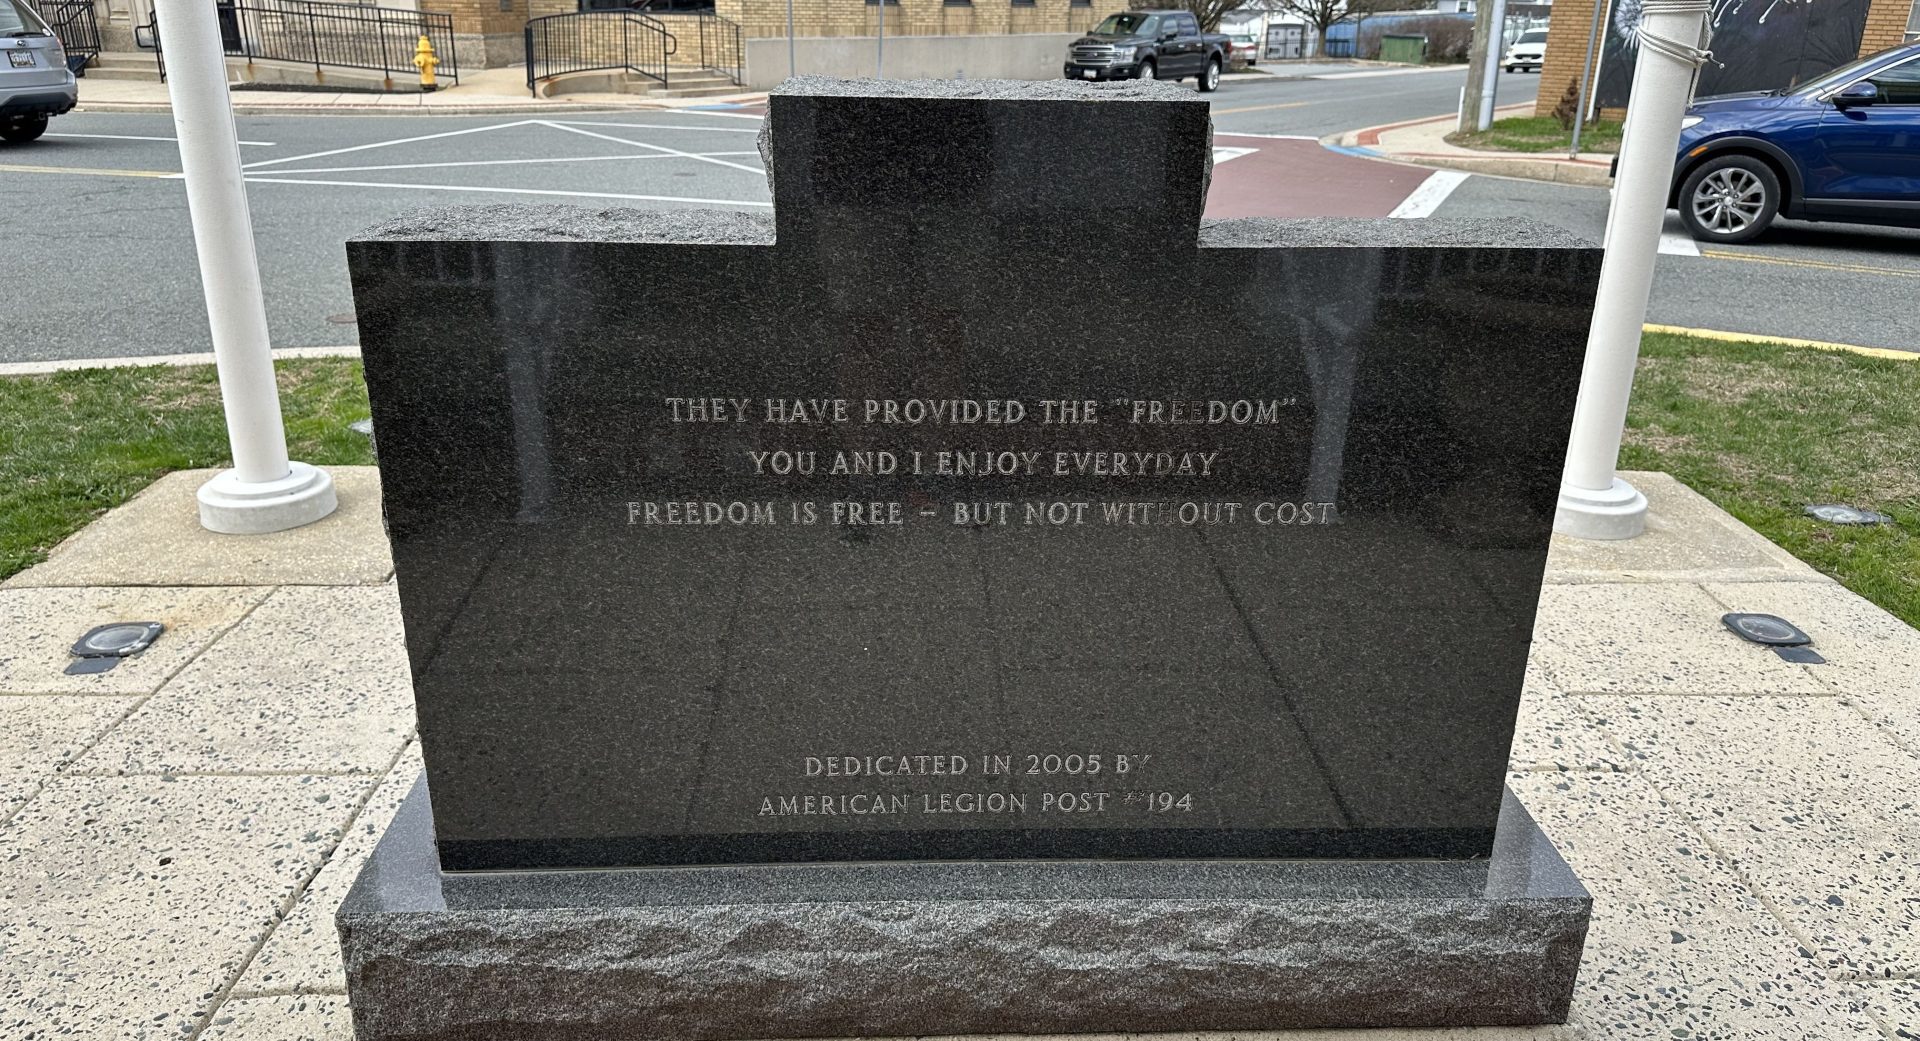 THEY HAVE PROVIDED THE "FREEDOM"
YOU AND I ENJOY EVERYDAY
FREEDOM IS FREE – BUT NOT WITHOUT COST
DEDICATED IN 2005 BY
AMERICAN LEGION POST #194